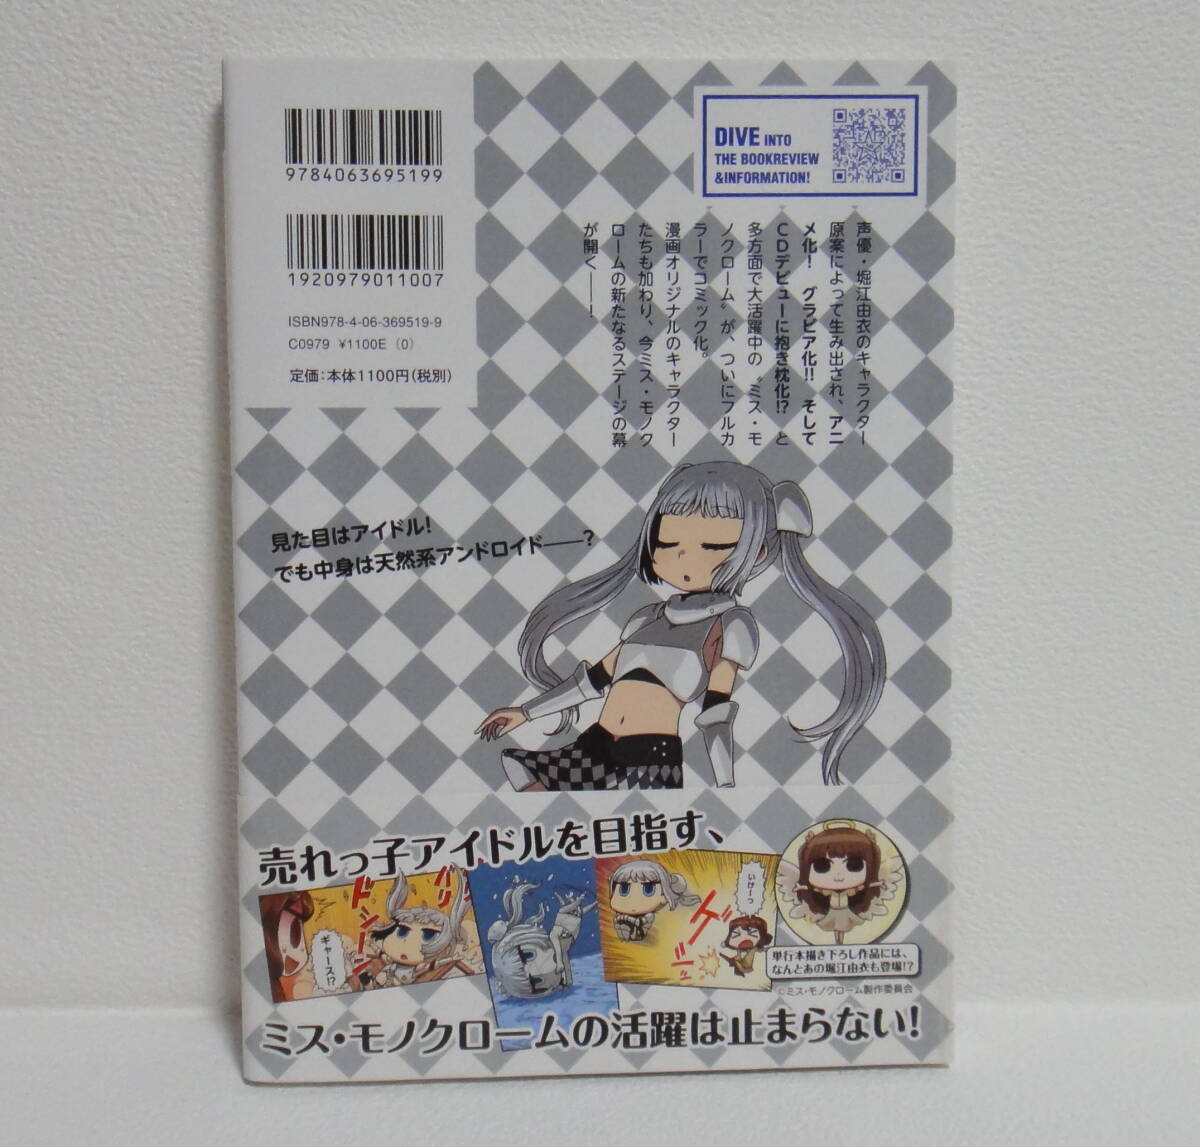 9784063695199
1920979011007
ISBN978-4-06-369519-9
C0979 ¥1100E (0)
定価:本体1100円(税別)
DIVE INTO
THE BOOKREVIEW
&INFORMATION!
声優・堀江由衣のキャラクター
原案によって生み出され、アニ
メ化! グラビア化!! そして
CDデビューに抱き枕化!? と
多方面で大活躍中の〝ミス・モ
ノクローム〟が、ついにフルカ
ラーでコミック化。
漫画オリジナルのキャラクター
たちも加わり、今ミス・モノク
ロームの新たなるステージの幕
が開く——!
見た目はアイドル!
でも中身は天然系アンドロイド——?
売れっ子アイドルを目指す、
ドシーン
バリ
ギャース!?
いけーっ
ゲシ
単行本描き下ろし作品には、
なんとあの堀江由衣も登場!?
©ミス・モノクローム製作委員会
ミス・モノクロームの活躍は止まらない!